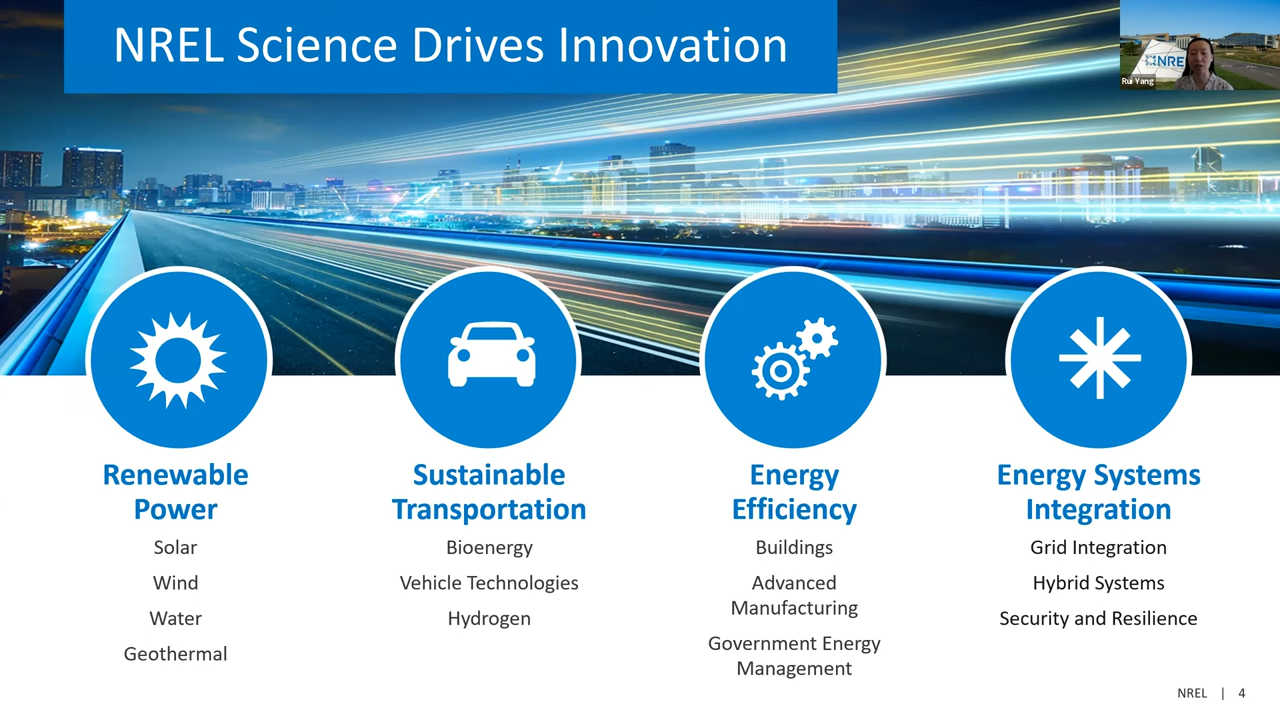 NREL Science Drives Innovation
NRE
Rui Yang
Renewable
Power
Solar
Wind
Water
Geothermal
Sustainable
Transportation
Bioenergy
Vehicle Technologies
Hydrogen
Energy
Efficiency
Buildings
Advanced
Manufacturing
Government Energy
Management
Energy Systems
Integration
Grid Integration
Hybrid Systems
Security and Resilience
NREL | 4